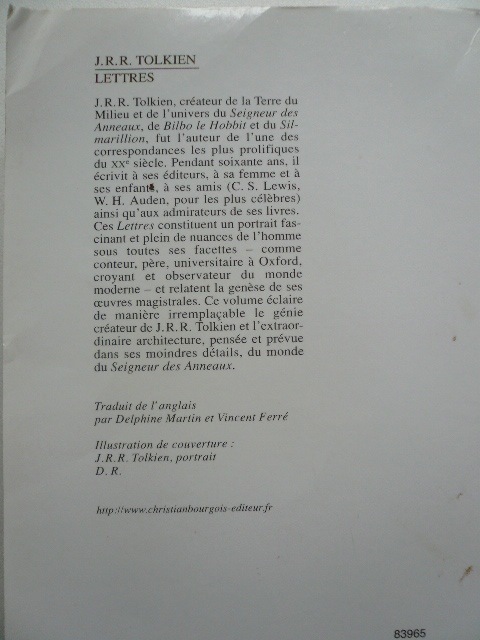 J.R.R. TOLKIEN
LETTRES
J.R.R. Tolkien, créateur de la Terre du
Milieu et de l'univers du Seigneur des
Anneaux, de Bilbo le Hobbit et du Sil-
marillion, fut l'auteur de l'une des
correspondances les plus prolifiques
du XXe siècle. Pendant soixante ans, il
écrivit à ses éditeurs, à sa femme et à
ses enfants, à ses amis (C. S. Lewis,
W. H. Auden, pour les plus célèbres)
ainsi qu'aux admirateurs de ses livres.
Ces Lettres constituent un portrait fas-
cinant et plein de nuances de l'homme
sous toutes ses facettes – comme
conteur, père, universitaire à Oxford,
croyant et observateur du monde
moderne – et relatent la genèse de ses
œuvres magistrales. Ce volume éclaire
de manière irremplaçable le génie
créateur de J.R.R. Tolkien et l'extraor-
dinaire architecture, pensée et prévue
dans ses moindres détails, du monde
du Seigneur des Anneaux.
Traduit de l'anglais
par Delphine Martin et Vincent Ferré
Illustration de couverture :
J.R.R. Tolkien, portrait
D. R.
http://www.christianbourgois-editeur.fr
83965